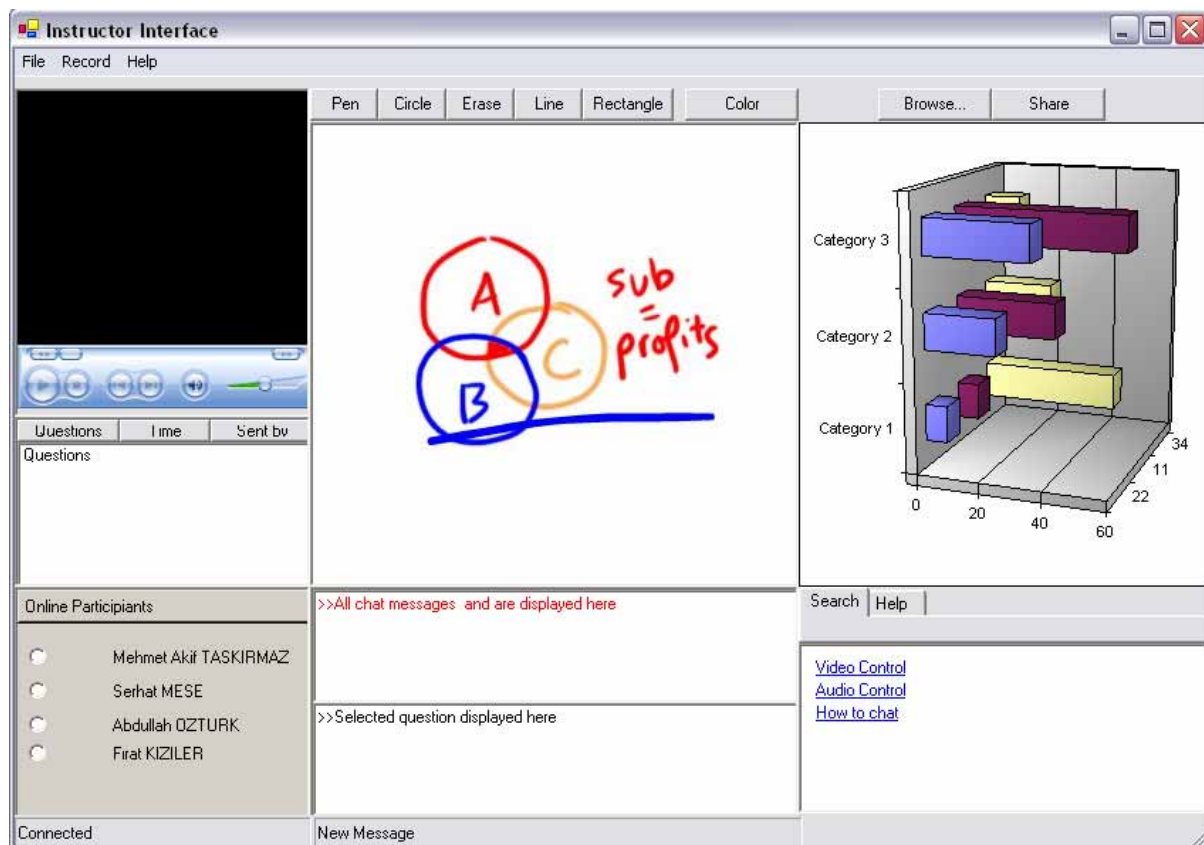 Instructor Interface
File Record Help
Pen Circle Erase Line Rectangle Color Browse... Share
A
B
C
sub
=
profits
Category 3
Category 2
Category 1
0 20 40 60
22 11 34
Questions Time Sent by
Questions
Online Participiants
Mehmet Akif TASKIRMAZ
Serhat MESE
Abdullah OZTURK
Fırat KIZILER
>>All chat messages and are displayed here
>>Selected question displayed here
Search Help
Video Control
Audio Control
How to chat
Connected New Message